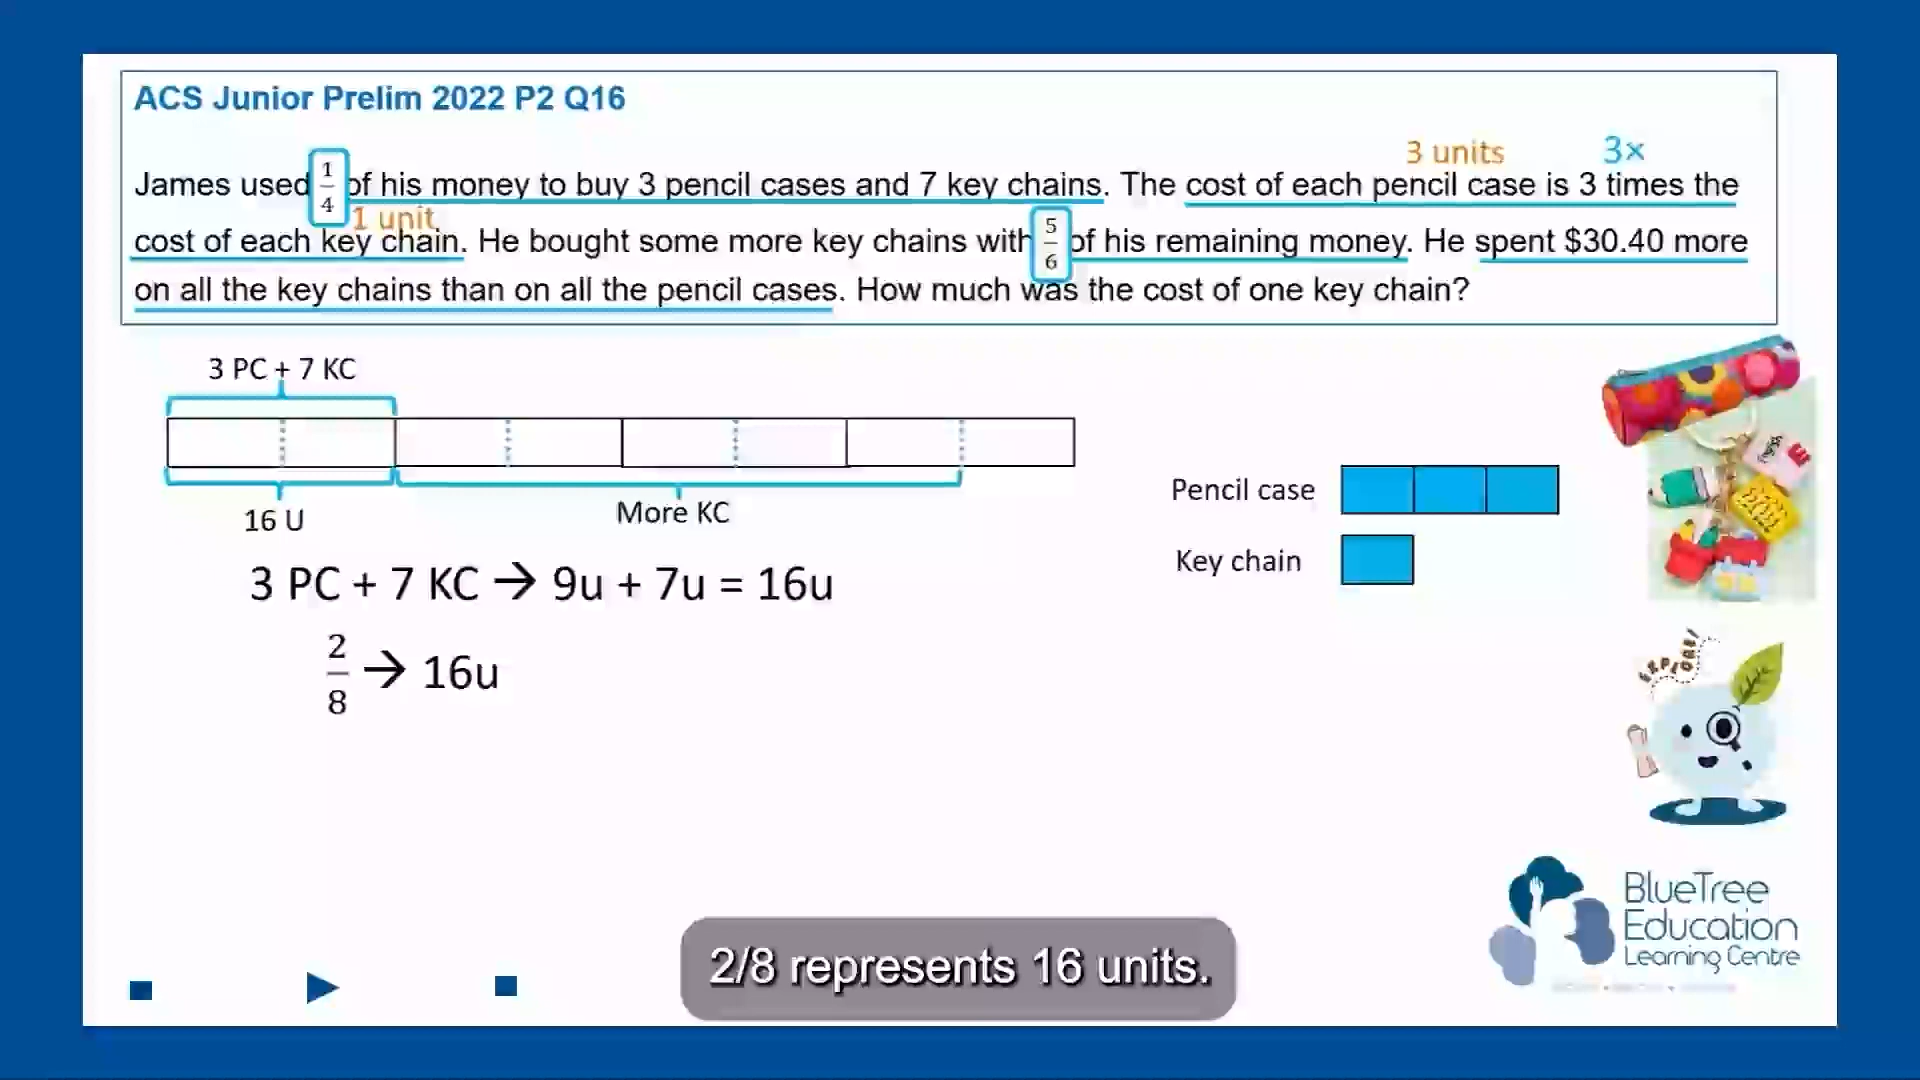 ACS Junior Prelim 2022 P2 Q16
3 units 3×
James used 1/4 of his money to buy 3 pencil cases and 7 key chains. The cost of each pencil case is 3 times the
1 unit
cost of each key chain. He bought some more key chains with 5/6 of his remaining money. He spent $30.40 more
on all the key chains than on all the pencil cases. How much was the cost of one key chain?
3 PC + 7 KC
16 U
More KC
Pencil case
Key chain
3 PC + 7 KC → 9u + 7u = 16u
2/8 → 16u
EXPLORE!
BlueTree
Education
Learning Centre
2/8 represents 16 units.